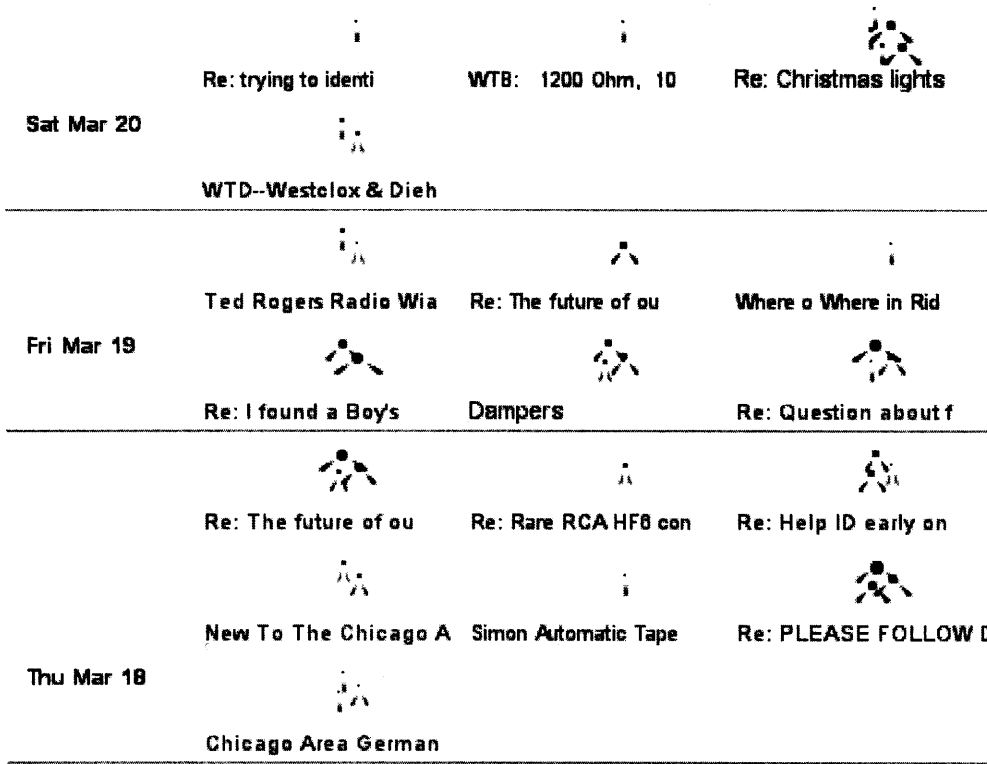 Re: trying to identi WTB: 1200 Ohm, 10 Re: Christmas lights
Sat Mar 20
WTD--Westclox & Dieh
Ted Rogers Radio Wia Re: The future of ou Where o Where in Rid
Fri Mar 19
Re: I found a Boy's Dampers Re: Question about f
Re: The future of ou Re: Rare RCA HF6 con Re: Help ID early on
New To The Chicago A Simon Automatic Tape Re: PLEASE FOLLOW D
Thu Mar 18
Chicago Area German